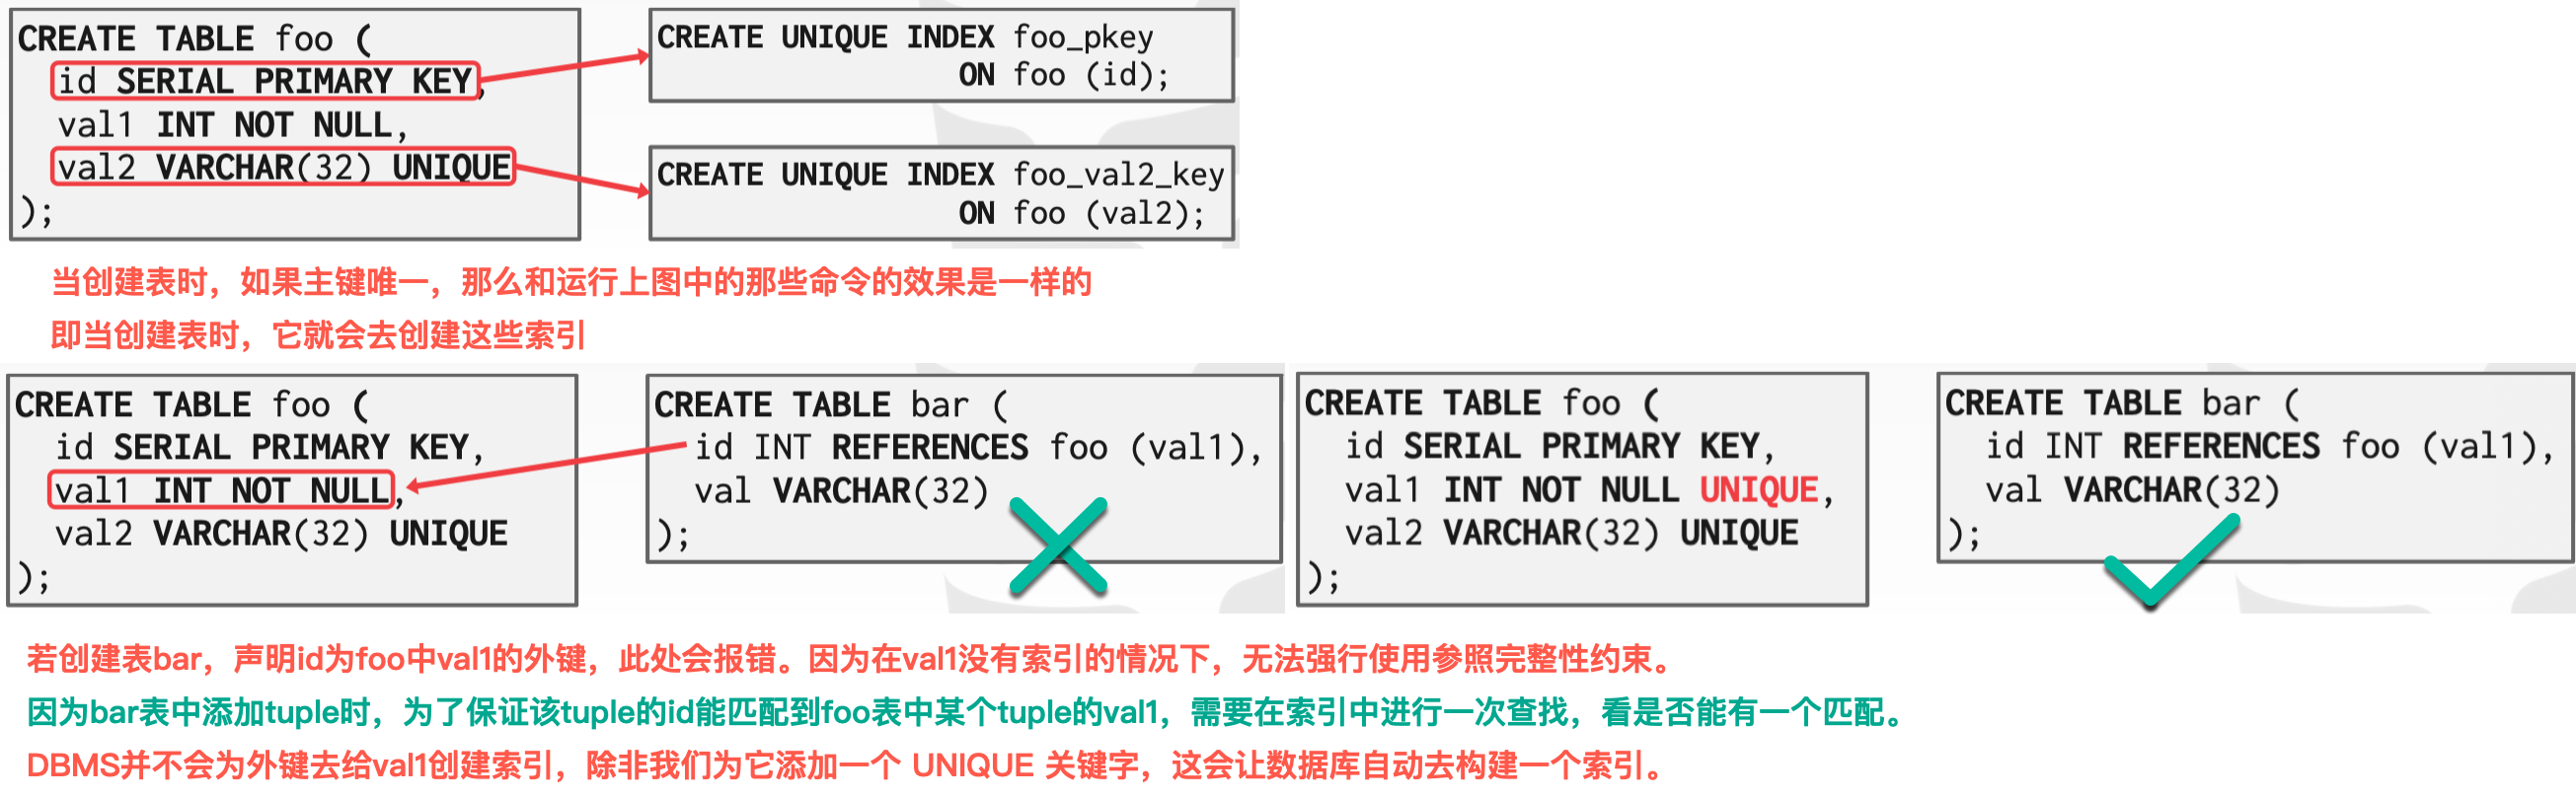 CREATE TABLE foo (
id SERIAL PRIMARY KEY,
val1 INT NOT NULL,
val2 VARCHAR(32) UNIQUE
);
CREATE UNIQUE INDEX foo_pkey
ON foo (id);
CREATE UNIQUE INDEX foo_val2_key
ON foo (val2);
当创建表时，如果主键唯一，那么和运行上图中的那些命令的效果是一样的
即当创建表时，它就会去创建这些索引
CREATE TABLE foo (
id SERIAL PRIMARY KEY,
val1 INT NOT NULL,
val2 VARCHAR(32) UNIQUE
);
CREATE TABLE bar (
id INT REFERENCES foo (val1),
val VARCHAR(32)
);
CREATE TABLE foo (
id SERIAL PRIMARY KEY,
val1 INT NOT NULL UNIQUE,
val2 VARCHAR(32) UNIQUE
);
CREATE TABLE bar (
id INT REFERENCES foo (val1),
val VARCHAR(32)
);
若创建表bar，声明id为foo中val1的外键，此处会报错。因为在val1没有索引的情况下，无法强行使用参照完整性约束。
因为bar表中添加tuple时，为了保证该tuple的id能匹配到foo表中某个tuple的val1，需要在索引中进行一次查找，看是否能有一个匹配。
DBMS并不会为外键去给val1创建索引，除非我们为它添加一个 UNIQUE 关键字，这会让数据库自动去构建一个索引。